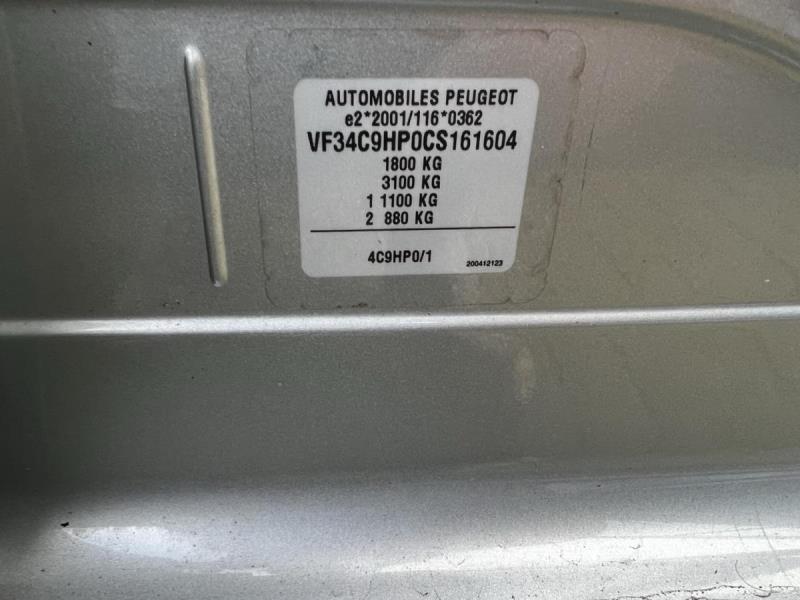 AUTOMOBILES PEUGEOT
e2*2001/116*0362
VF34C9HP0CS161604
1800 KG
3100 KG
1 1100 KG
2 880 KG
4C9HP0/1
200412123